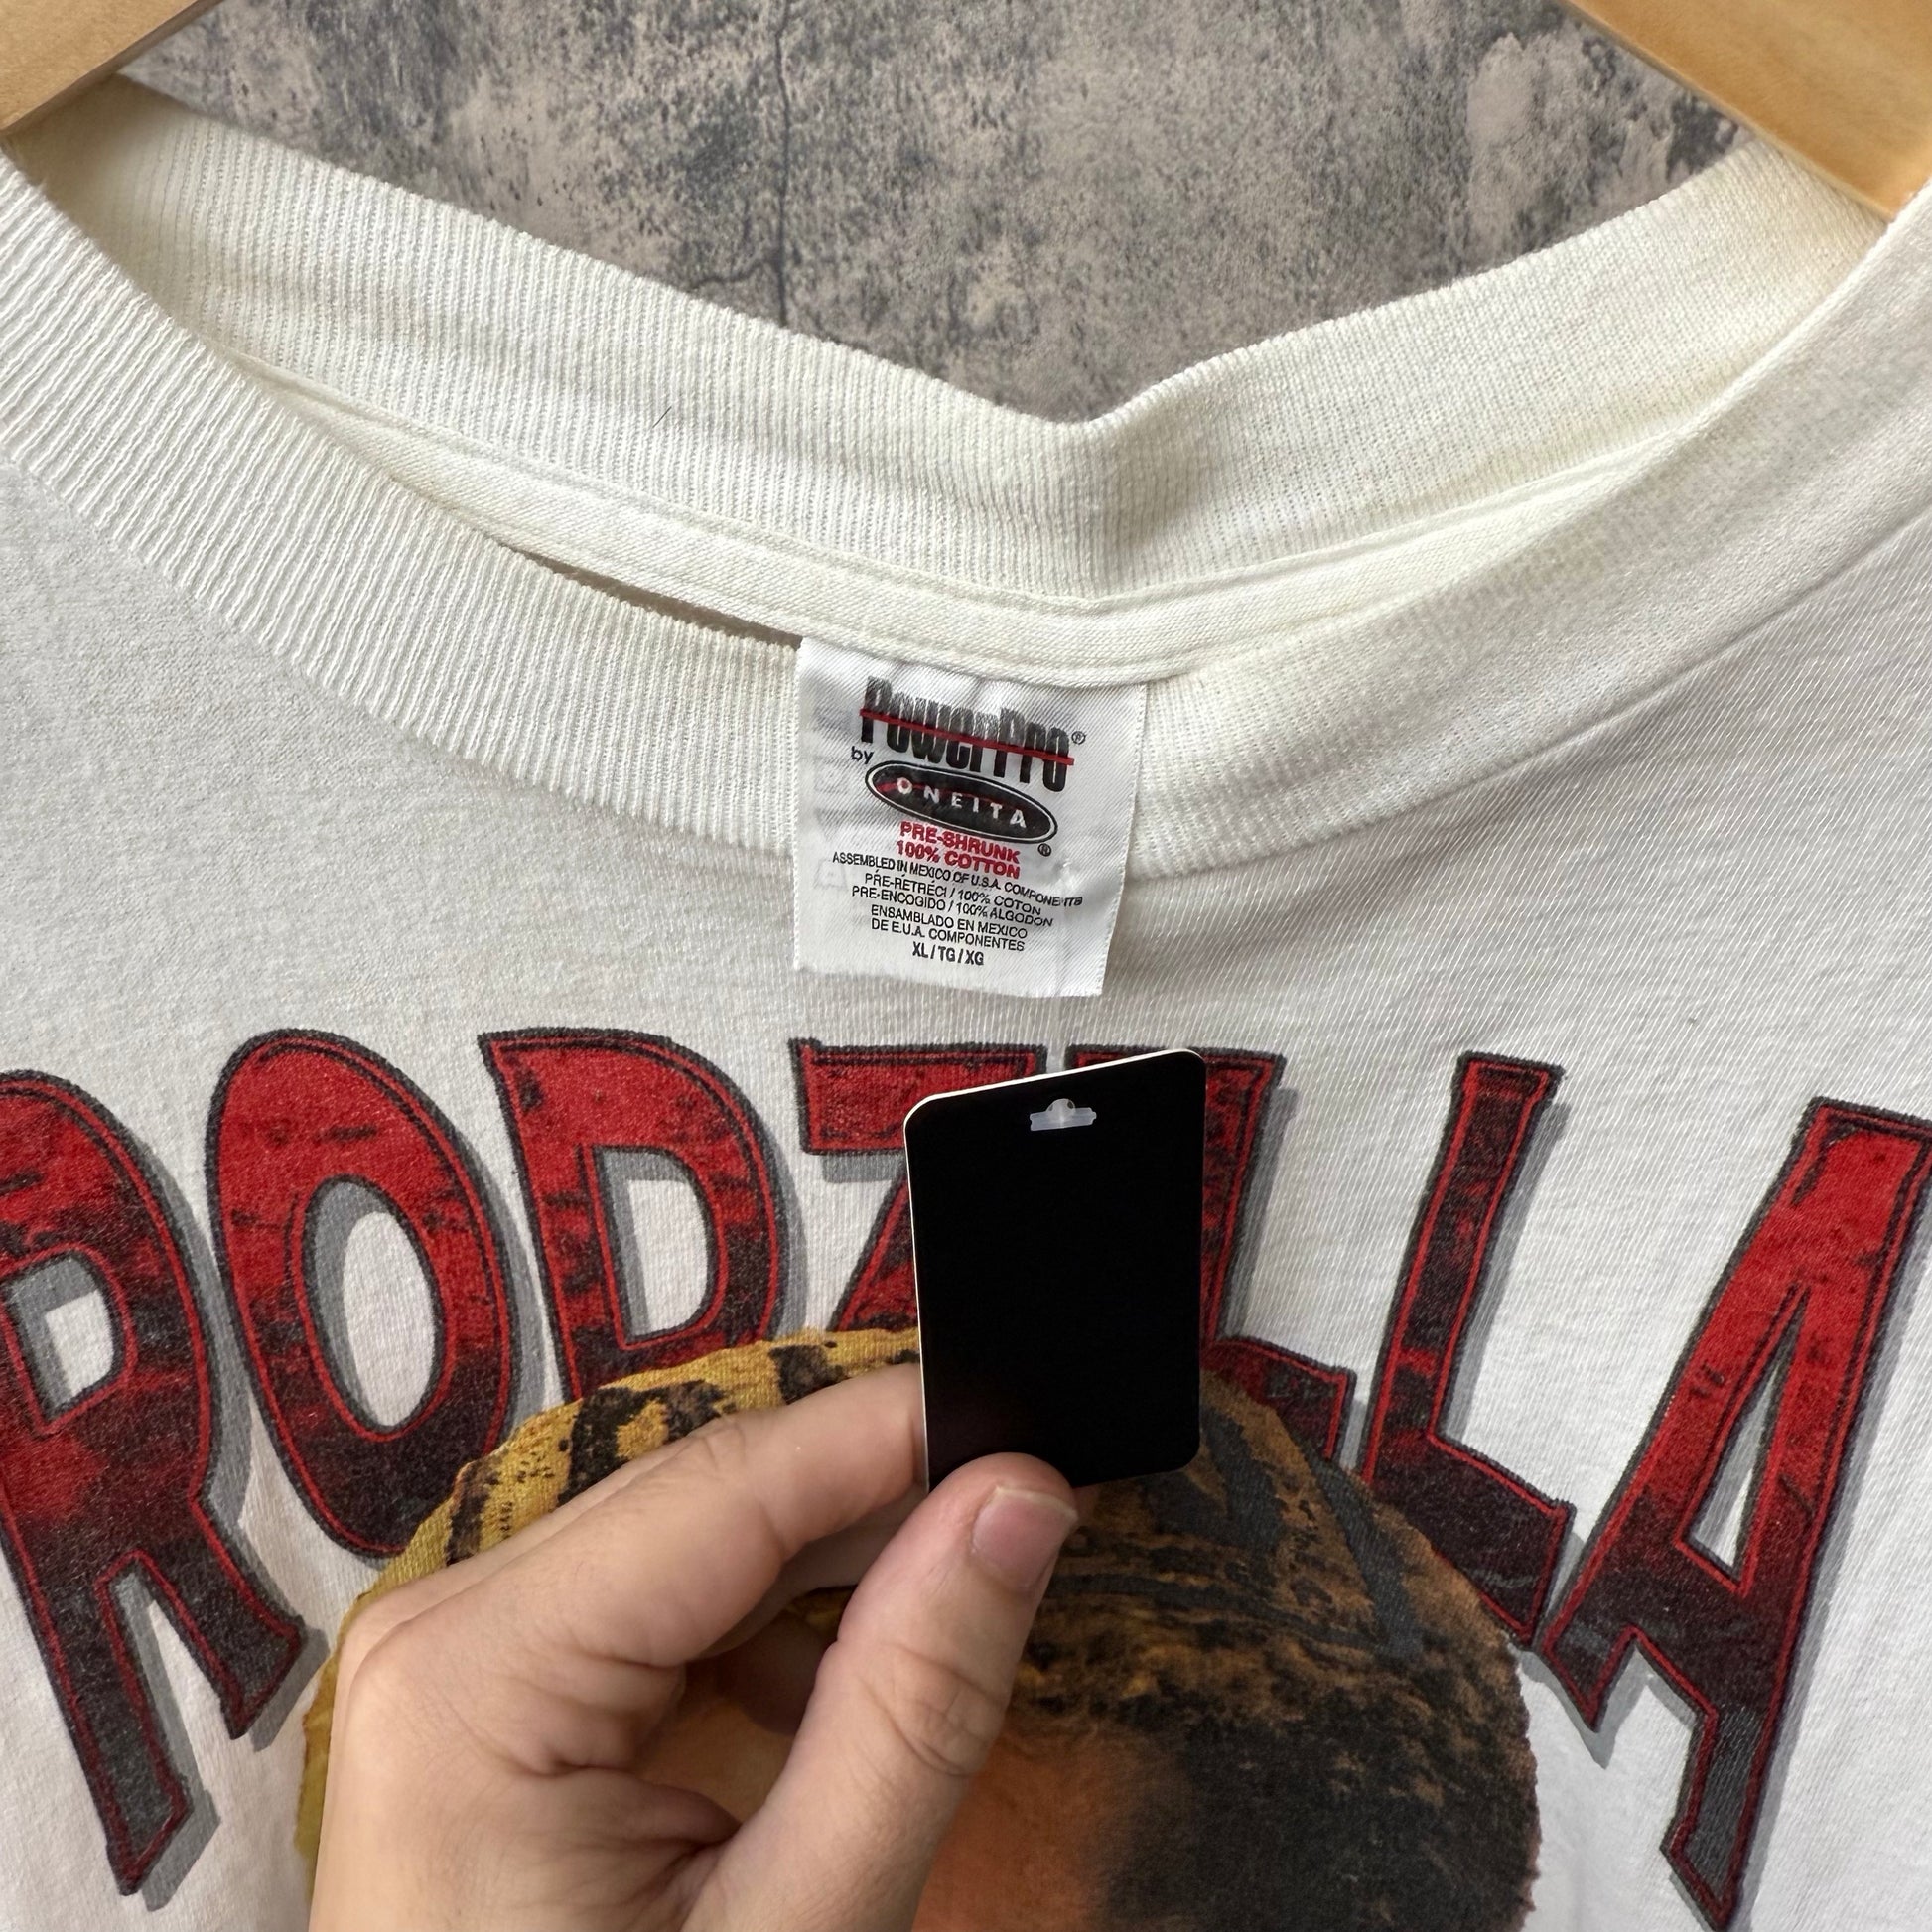 PowerPro®
by ONEITA®
PRE-SHRUNK
100% COTTON
ASSEMBLED IN MEXICO OF U.S.A. COMPONENTS
PRÉ-RÉTRÉCI / 100% COTON
PRE-ENCOGIDO / 100% ALGODON
ENSAMBLADO EN MEXICO
DE E.U.A. COMPONENTES
XL / TG / XG
RODZILLA